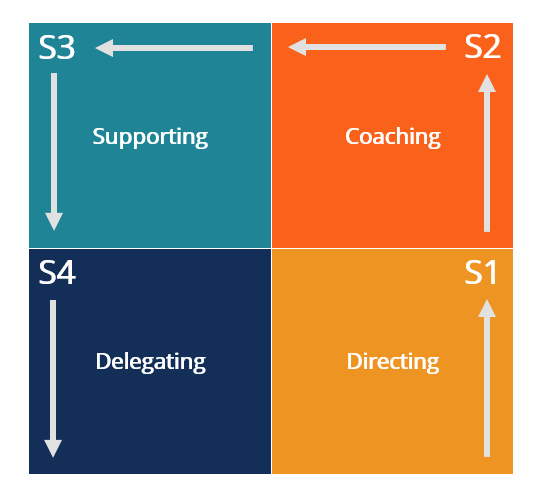 S3
S2
Supporting
Coaching
S4
S1
Delegating
Directing